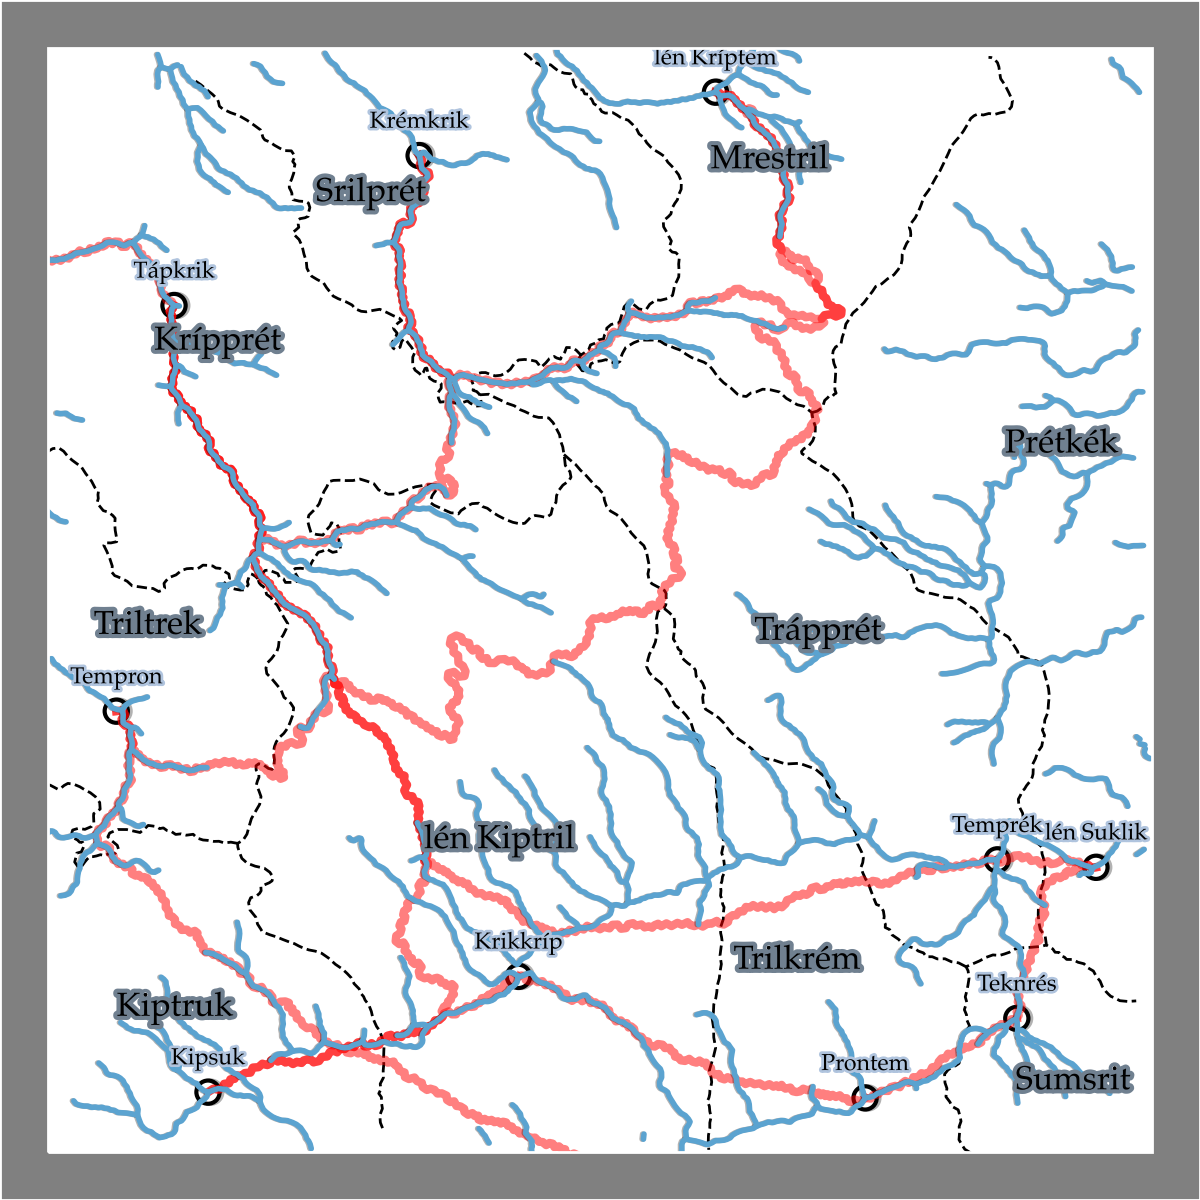 lén Kríptem
Krémkrik
Mrestril
Srilprét
Tápkrik
Krípprét
Prétkék
Triltrek
Trápprét
Tempron
Temprék
lén Suklik
lén Kiptril
Krikkríp
Trilkrém
Teknrés
Kiptruk
Kipsuk
Prontem
Sumsrit